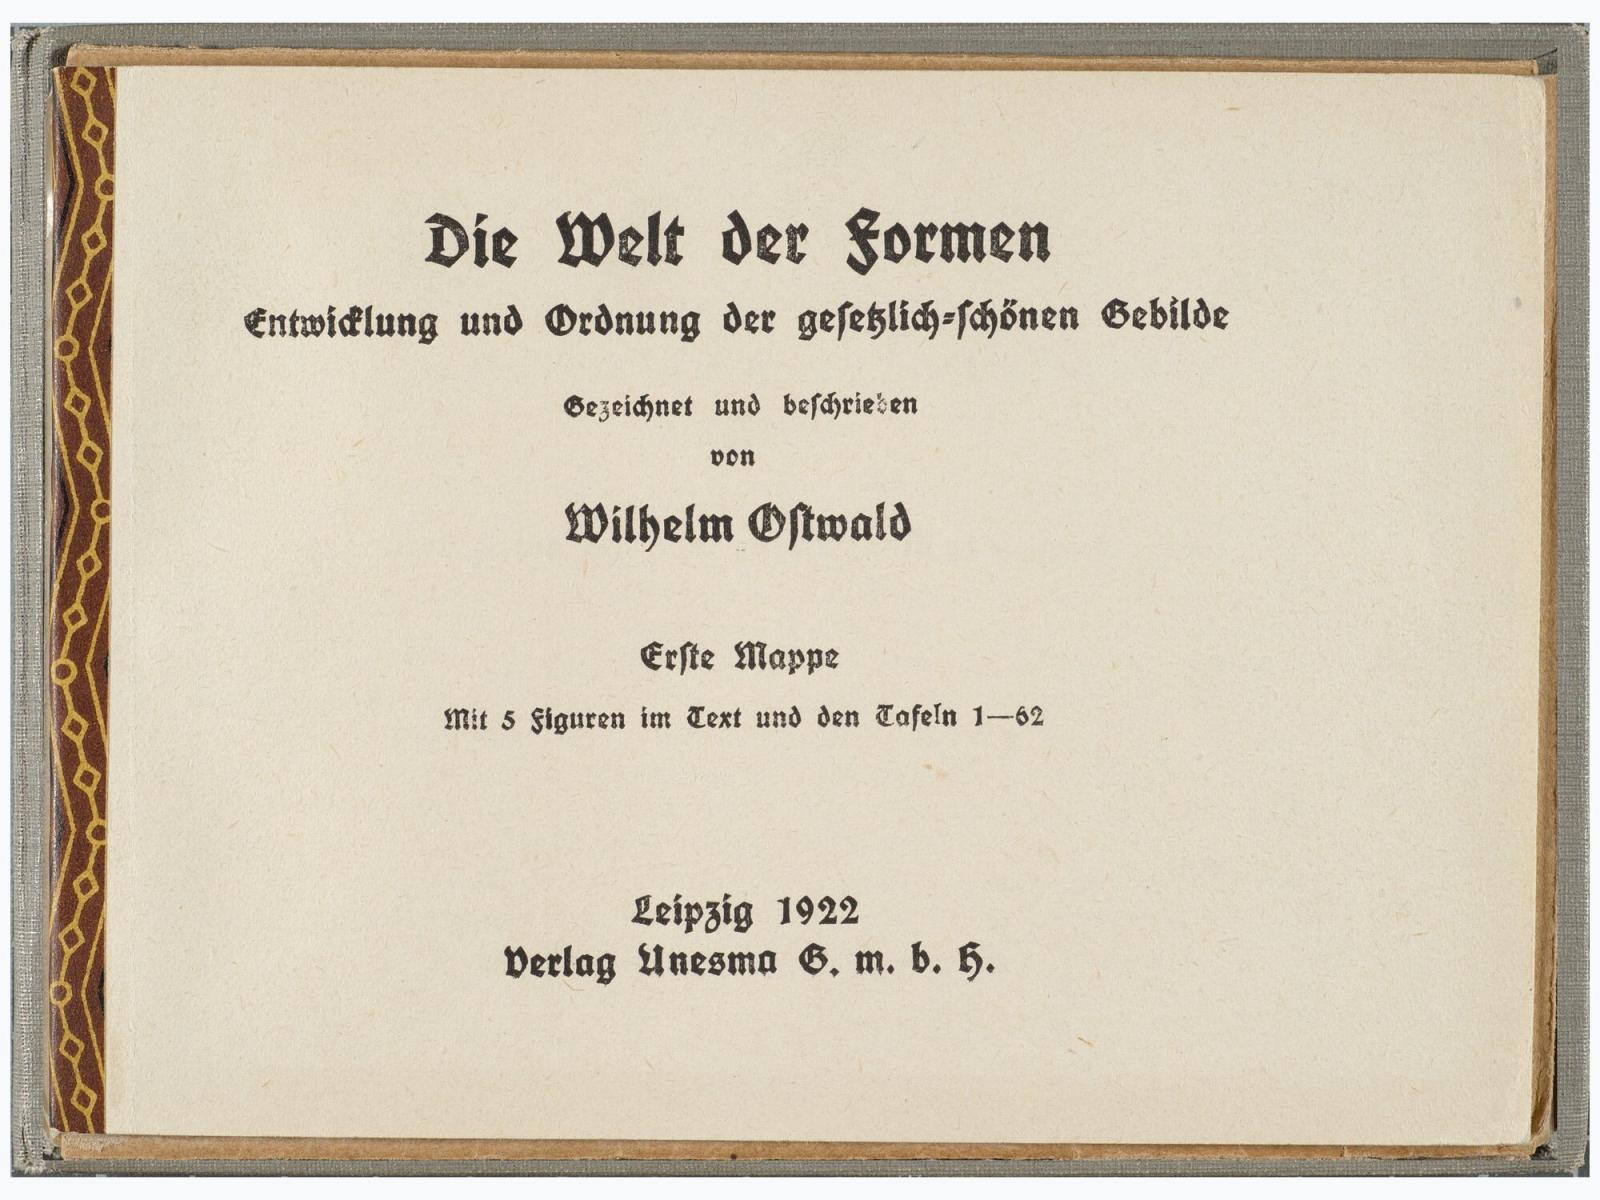 Die Welt der Formen
Entwicklung und Ordnung der geſetzlich-ſchönen Gebilde
Gezeichnet und beſchrieben
von
Wilhelm Oſtwald
Erſte Mappe
Mit 5 Figuren im Text und den Tafeln 1—62
Leipzig 1922
Verlag Unesma G. m. b. H.